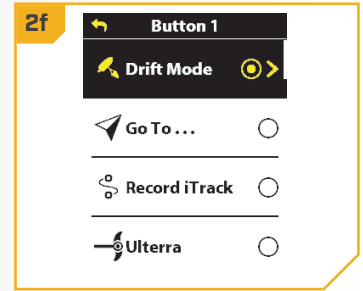 2f
Button 1
Drift Mode
Go To ...
Record iTrack
Ulterra